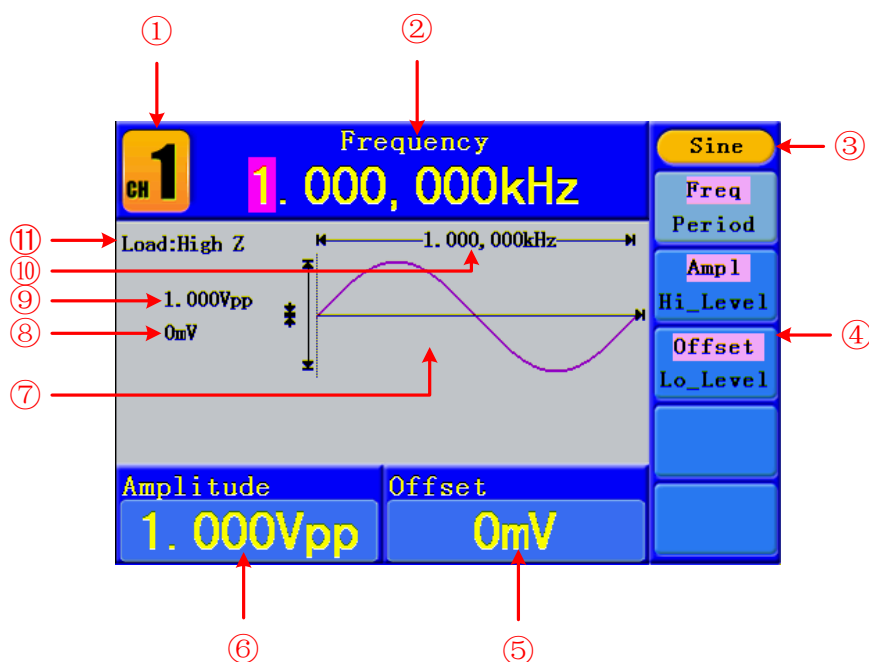 ① ②
CH 1
Frequency
1.000,000kHz
Sine
③
Freq
Period
Ampl
Hi_Level
Offset
Lo_Level
④
⑪
Load:High Z
1.000,000kHz
⑩
⑨
1.000Vpp
⑧
0mV
⑦
Amplitude
1.000Vpp
Offset
0mV
⑥ ⑤